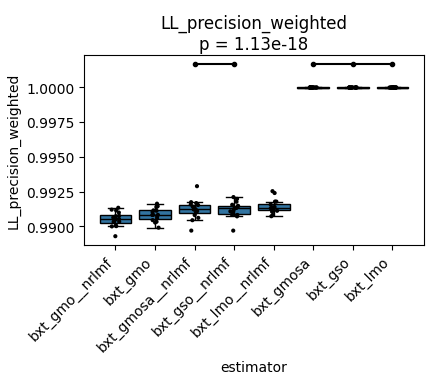 LL_precision_weighted
p = 1.13e-18
LL_precision_weighted
1.0000
0.9975
0.9950
0.9925
0.9900
bxt_gmo__nrlmf
bxt_gmo
bxt_gmosa__nrlmf
bxt_gso__nrlmf
bxt_lmo__nrlmf
bxt_gmosa
bxt_gso
bxt_lmo
estimator